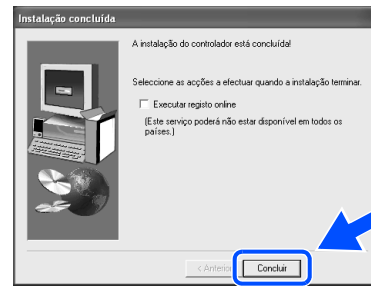 Instalação concluída
A instalação do controlador está concluída!
Seleccione as acções a efectuar quando a instalação terminar.
Executar registo online
(Este serviço poderá não estar disponível em todos os
países.)
< Anterior
Concluir